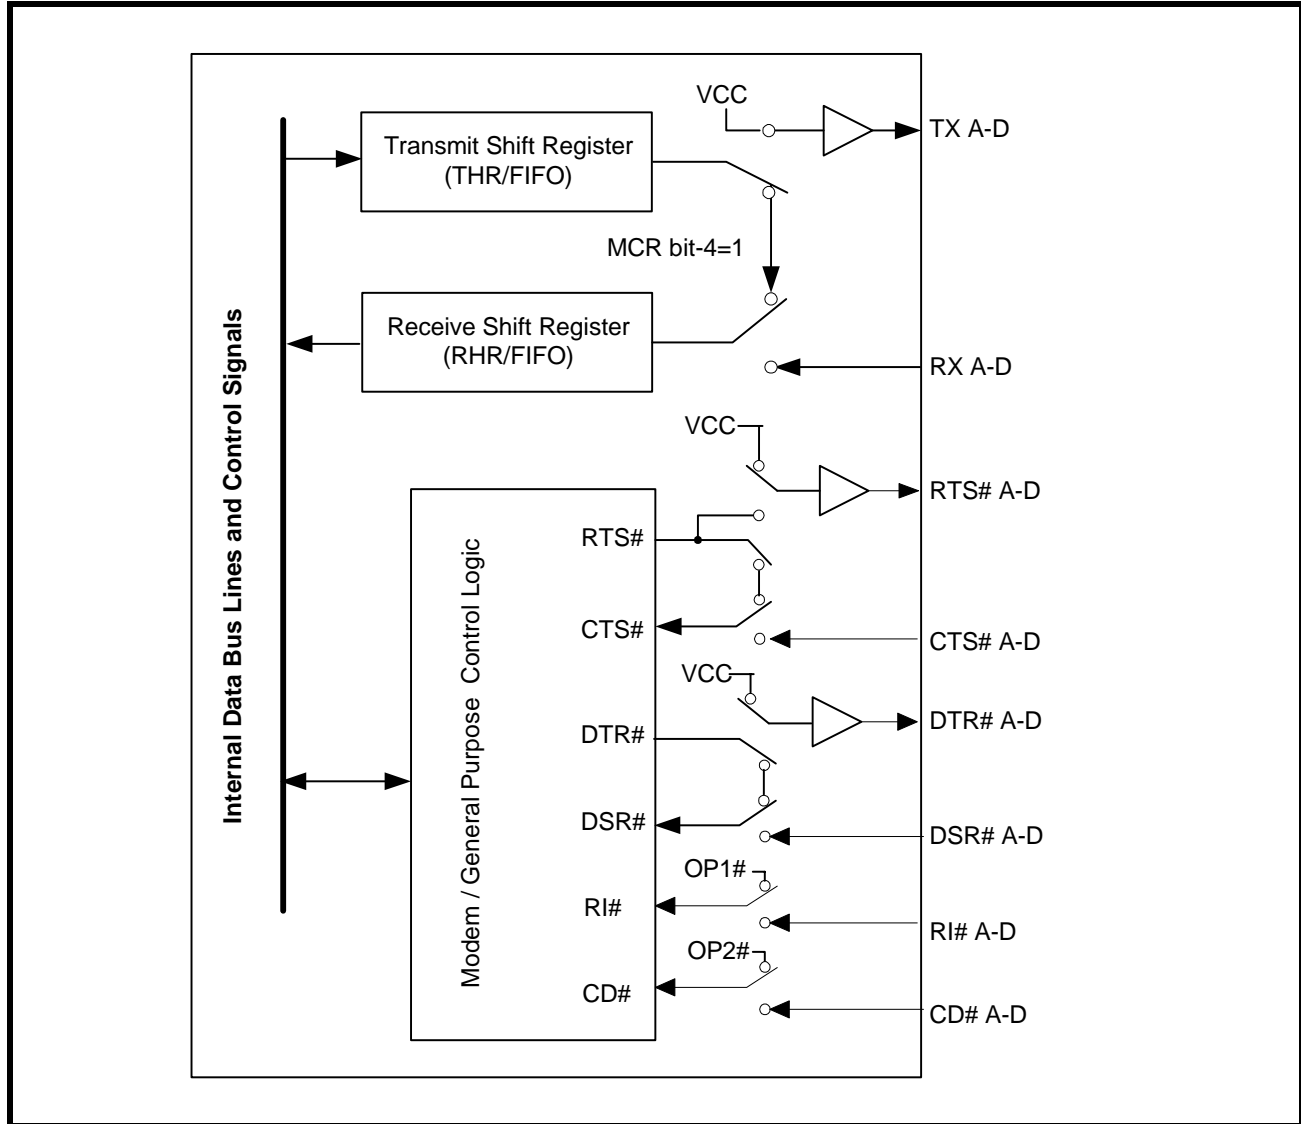 VCC
TX A-D
Transmit Shift Register
(THR/FIFO)
MCR bit-4=1
Receive Shift Register
(RHR/FIFO)
RX A-D
Internal Data Bus Lines and Control Signals
VCC
RTS# A-D
Modem / General Purpose Control Logic
RTS#
CTS#
CTS# A-D
VCC
DTR#
DTR# A-D
DSR#
DSR# A-D
OP1#
RI#
RI# A-D
OP2#
CD#
CD# A-D